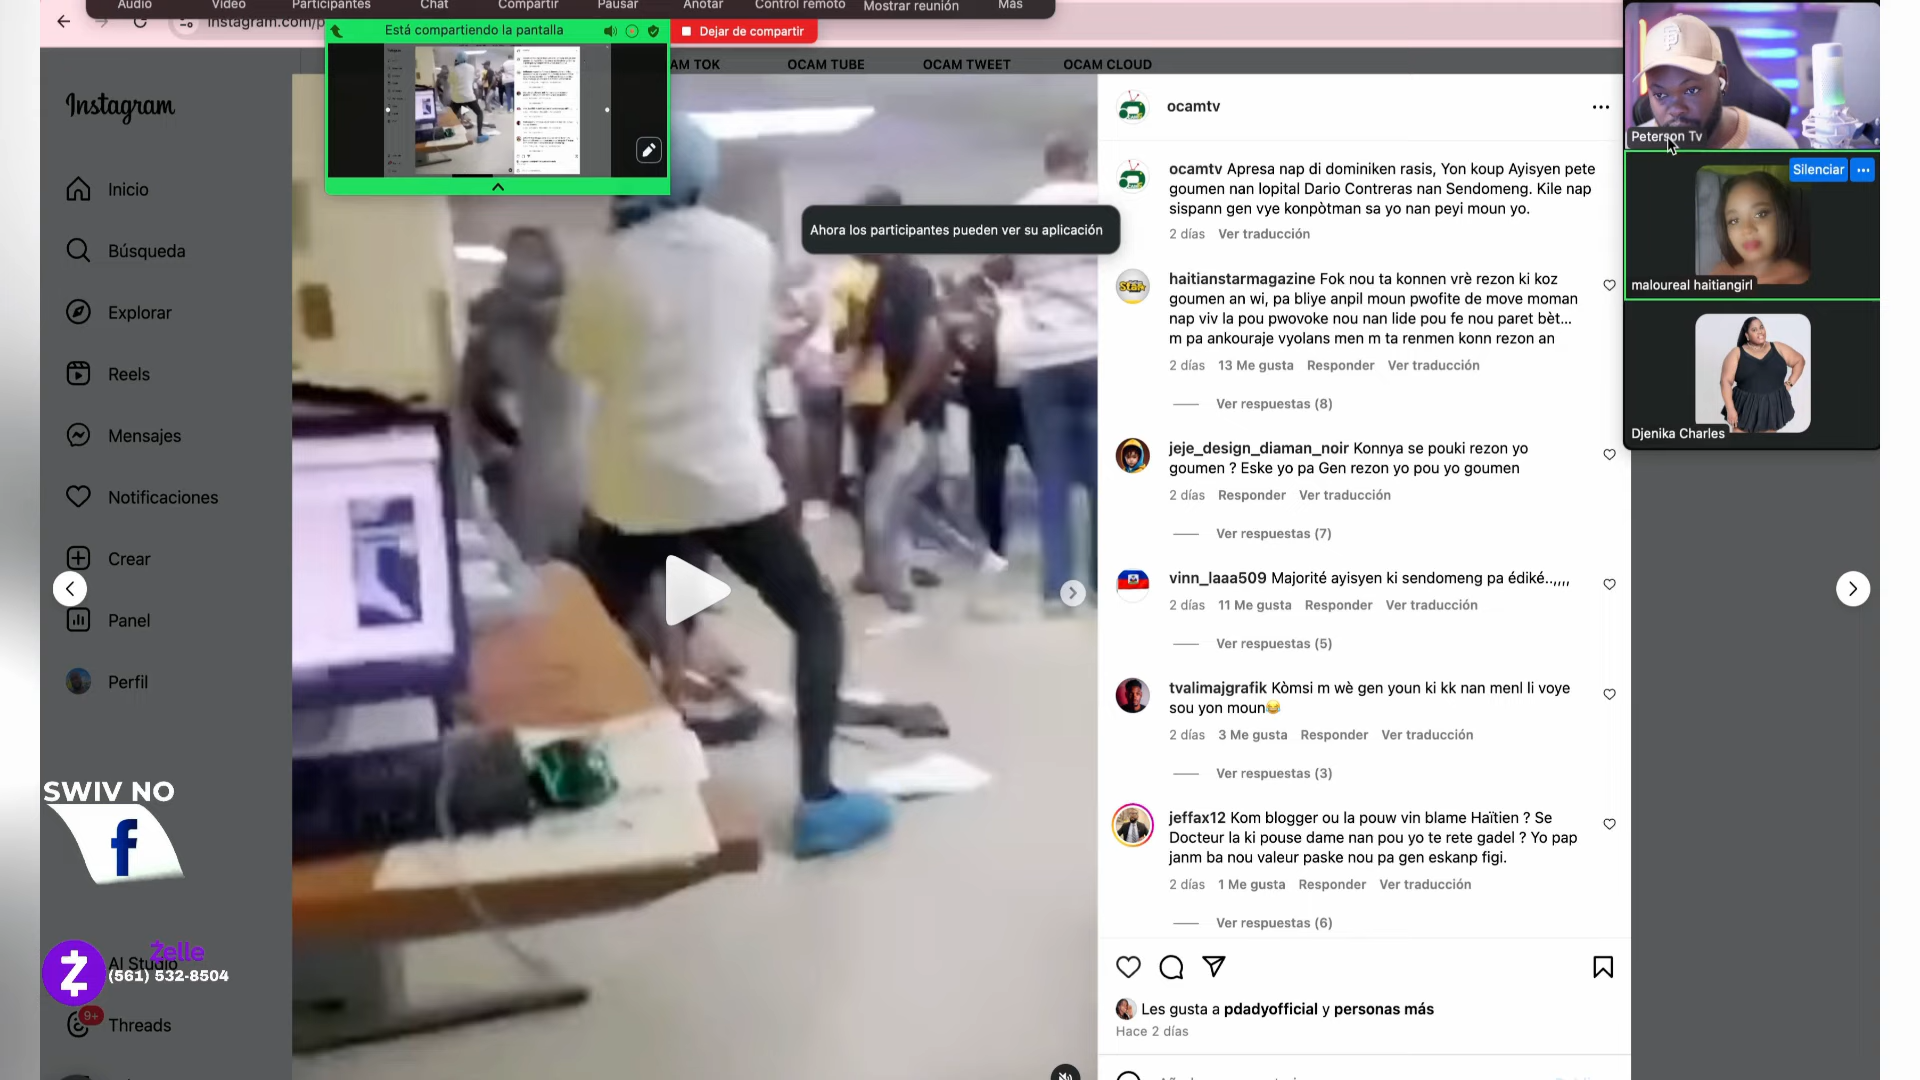 Audio
Video
Participantes
Chat
Compartir
Pausar
Anotar
Control remoto
Mostrar reunión
Más
instagram.com/p
Está compartiendo la pantalla
Dejar de compartir
AM TOK
OCAM TUBE
OCAM TWEET
OCAM CLOUD
Instagram
Inicio
Búsqueda
Explorar
Reels
Mensajes
Notificaciones
Crear
Panel
Perfil
SWIV NO
f
Zelle
AI Studio
(561) 532-8504
9+
Threads
Ahora los participantes pueden ver su aplicación
ocamtv
ocamtv Apresa nap di dominiken rasis, Yon koup Ayisyen pete
goumen nan lopital Dario Contreras nan Sendomeng. Kile nap
sispann gen vye konpòtman sa yo nan peyi moun yo.
2 días Ver traducción
haitianstarmagazine Fok nou ta konnen vrè rezon ki koz
goumen an wi, pa bliye anpil moun pwofite de move moman
nap viv la pou pwovoke nou nan lide pou fe nou paret bèt...
m pa ankouraje vyolans men m ta renmen konn rezon an
2 días 13 Me gusta Responder Ver traducción
Ver respuestas (8)
jeje_design_diaman_noir Konnya se pouki rezon yo
goumen ? Eske yo pa Gen rezon yo pou yo goumen
2 días Responder Ver traducción
Ver respuestas (7)
vinn_laaa509 Majorité ayisyen ki sendomeng pa édiké..,,,,
2 días 11 Me gusta Responder Ver traducción
Ver respuestas (5)
tvalimajgrafik Kòmsi m wè gen youn ki kk nan menl li voye
sou yon moun😂
2 días 3 Me gusta Responder Ver traducción
Ver respuestas (3)
jeffax12 Kom blogger ou la pouw vin blame Haïtien ? Se
Docteur la ki pouse dame nan pou yo te rete gadel ? Yo pap
janm ba nou valeur paske nou pa gen eskanp figi.
2 días 1 Me gusta Responder Ver traducción
Ver respuestas (6)
Les gusta a pdadyofficial y personas más
Hace 2 días
Peterson Tv
Silenciar
maloureal haitiangirl
Djenika Charles